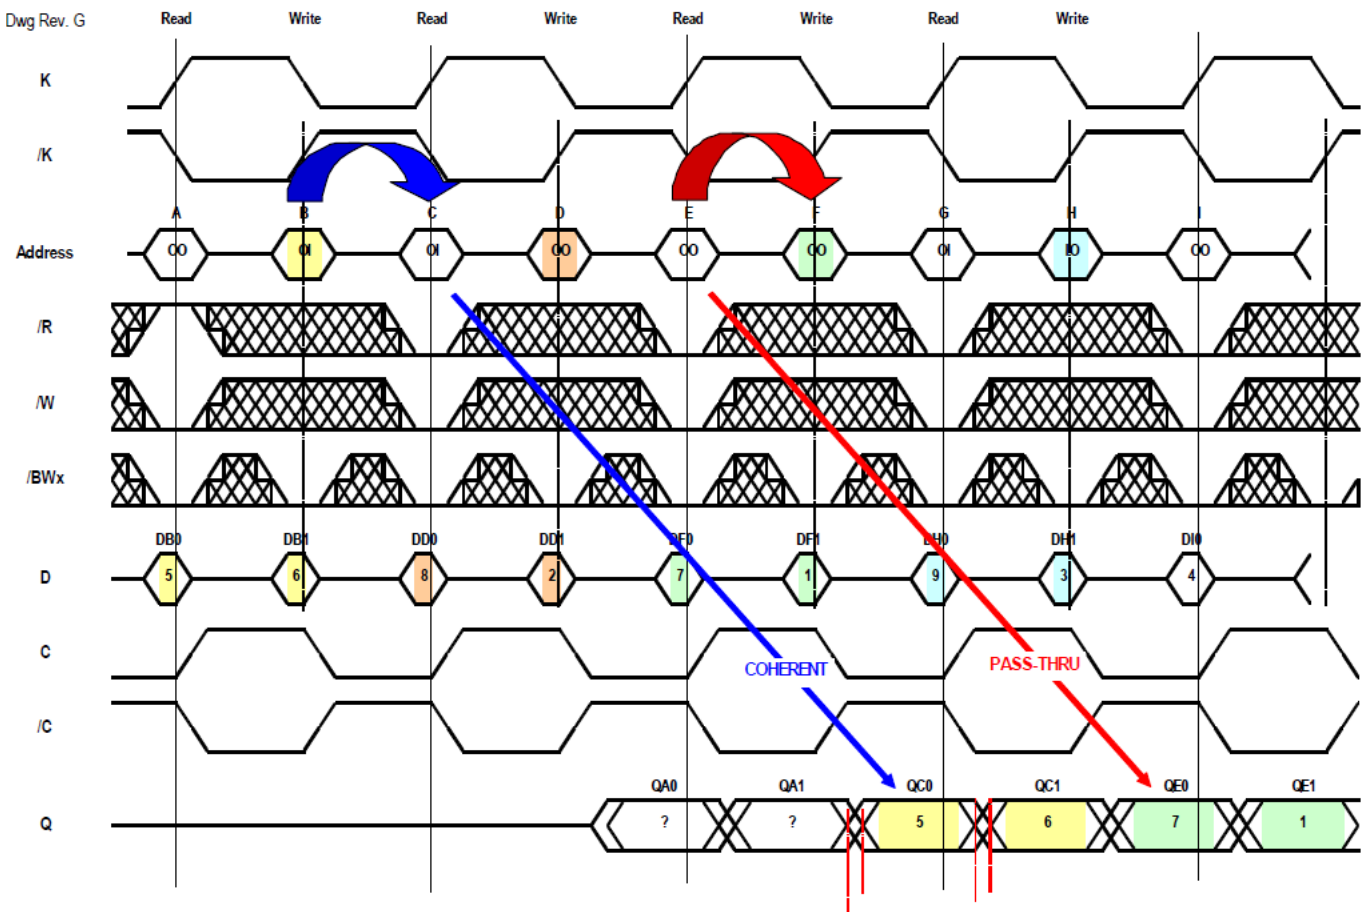 Dwg Rev. G Read Write Read Write Read Write Read Write
K
/K
A B C D E F G H I
Address OO OI OI OO OO OO OI IO OO
/R
/W
/BWx
DB0 DB1 DD0 DD1 DF0 DF1 DH0 DH1 DI0
D 5 6 8 2 7 1 9 3 4
C
COHERENT PASS-THRU
/C
QA0 QA1 QC0 QC1 QE0 QE1
Q ? ? 5 6 7 1